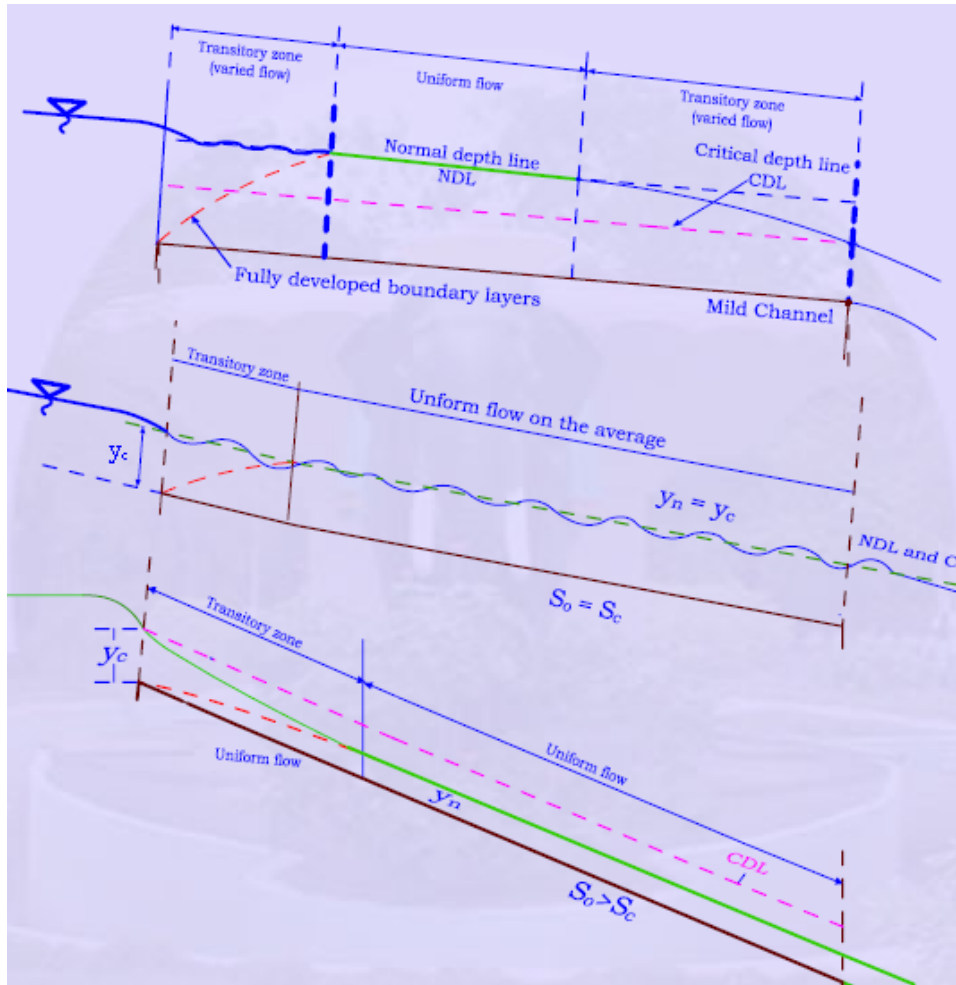 Transitory zone
(varied flow)
Uniform flow
Transitory zone
(varied flow)
Normal depth line
NDL
Critical depth line
CDL
Fully developed boundary layers
Mild Channel
Transitory zone
Unform flow on the average
yc
yn = yc
NDL and C
So = Sc
Transitory zone
yc
Uniform flow
Uniform flow
yn
CDL
So>Sc